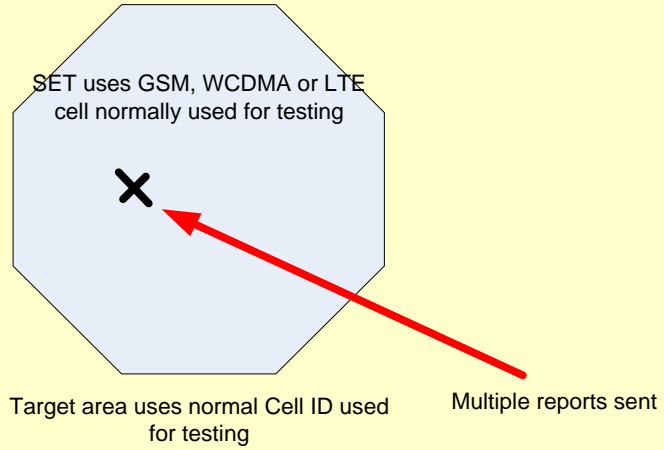 SET uses GSM, WCDMA or LTE
cell normally used for testing
Target area uses normal Cell ID used
for testing
Multiple reports sent